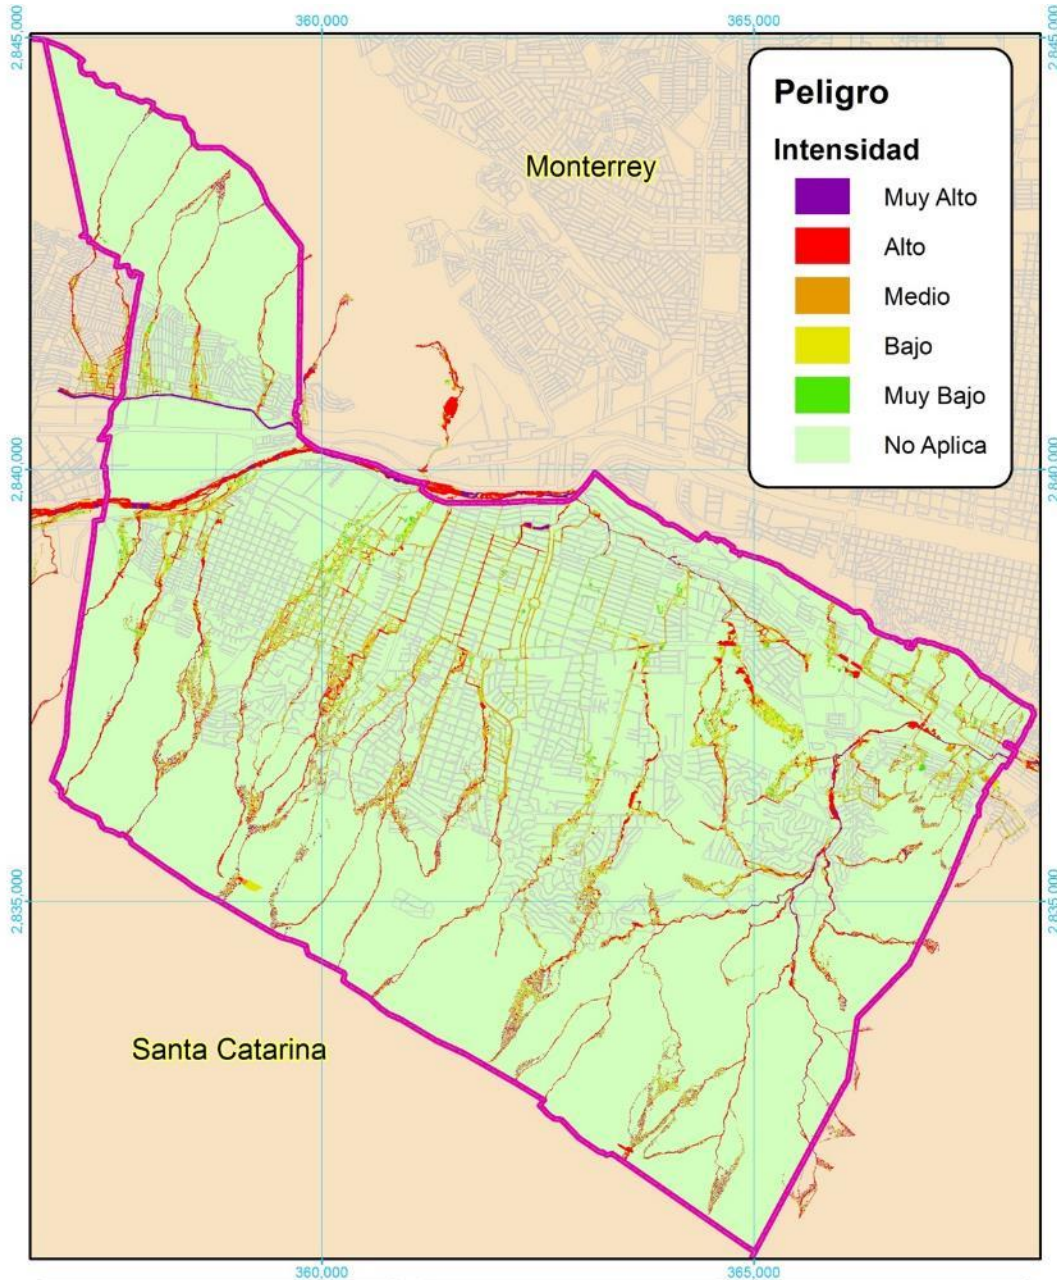 360,000
365,000
2,845,000
2,845,000
Peligro
Intensidad
Muy Alto
Alto
Medio
Bajo
Muy Bajo
No Aplica
Monterrey
2,840,000
2,840,000
2,835,000
2,835,000
Santa Catarina
360,000
365,000